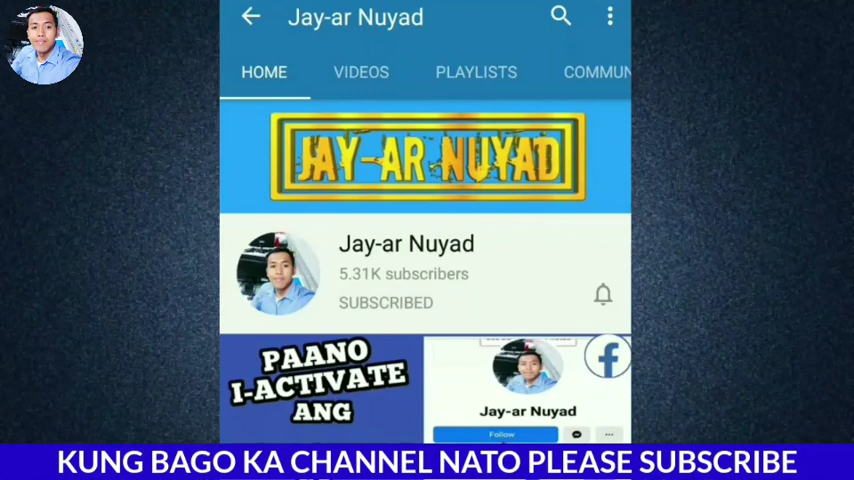 Jay-ar Nuyad
HOME VIDEOS PLAYLISTS COMMUN
JAY-AR NUYAD
Jay-ar Nuyad
5.31K subscribers
SUBSCRIBED
PAANO
I-ACTIVATE
ANG
Jay-ar Nuyad
Follow
KUNG BAGO KA CHANNEL NATO PLEASE SUBSCRIBE